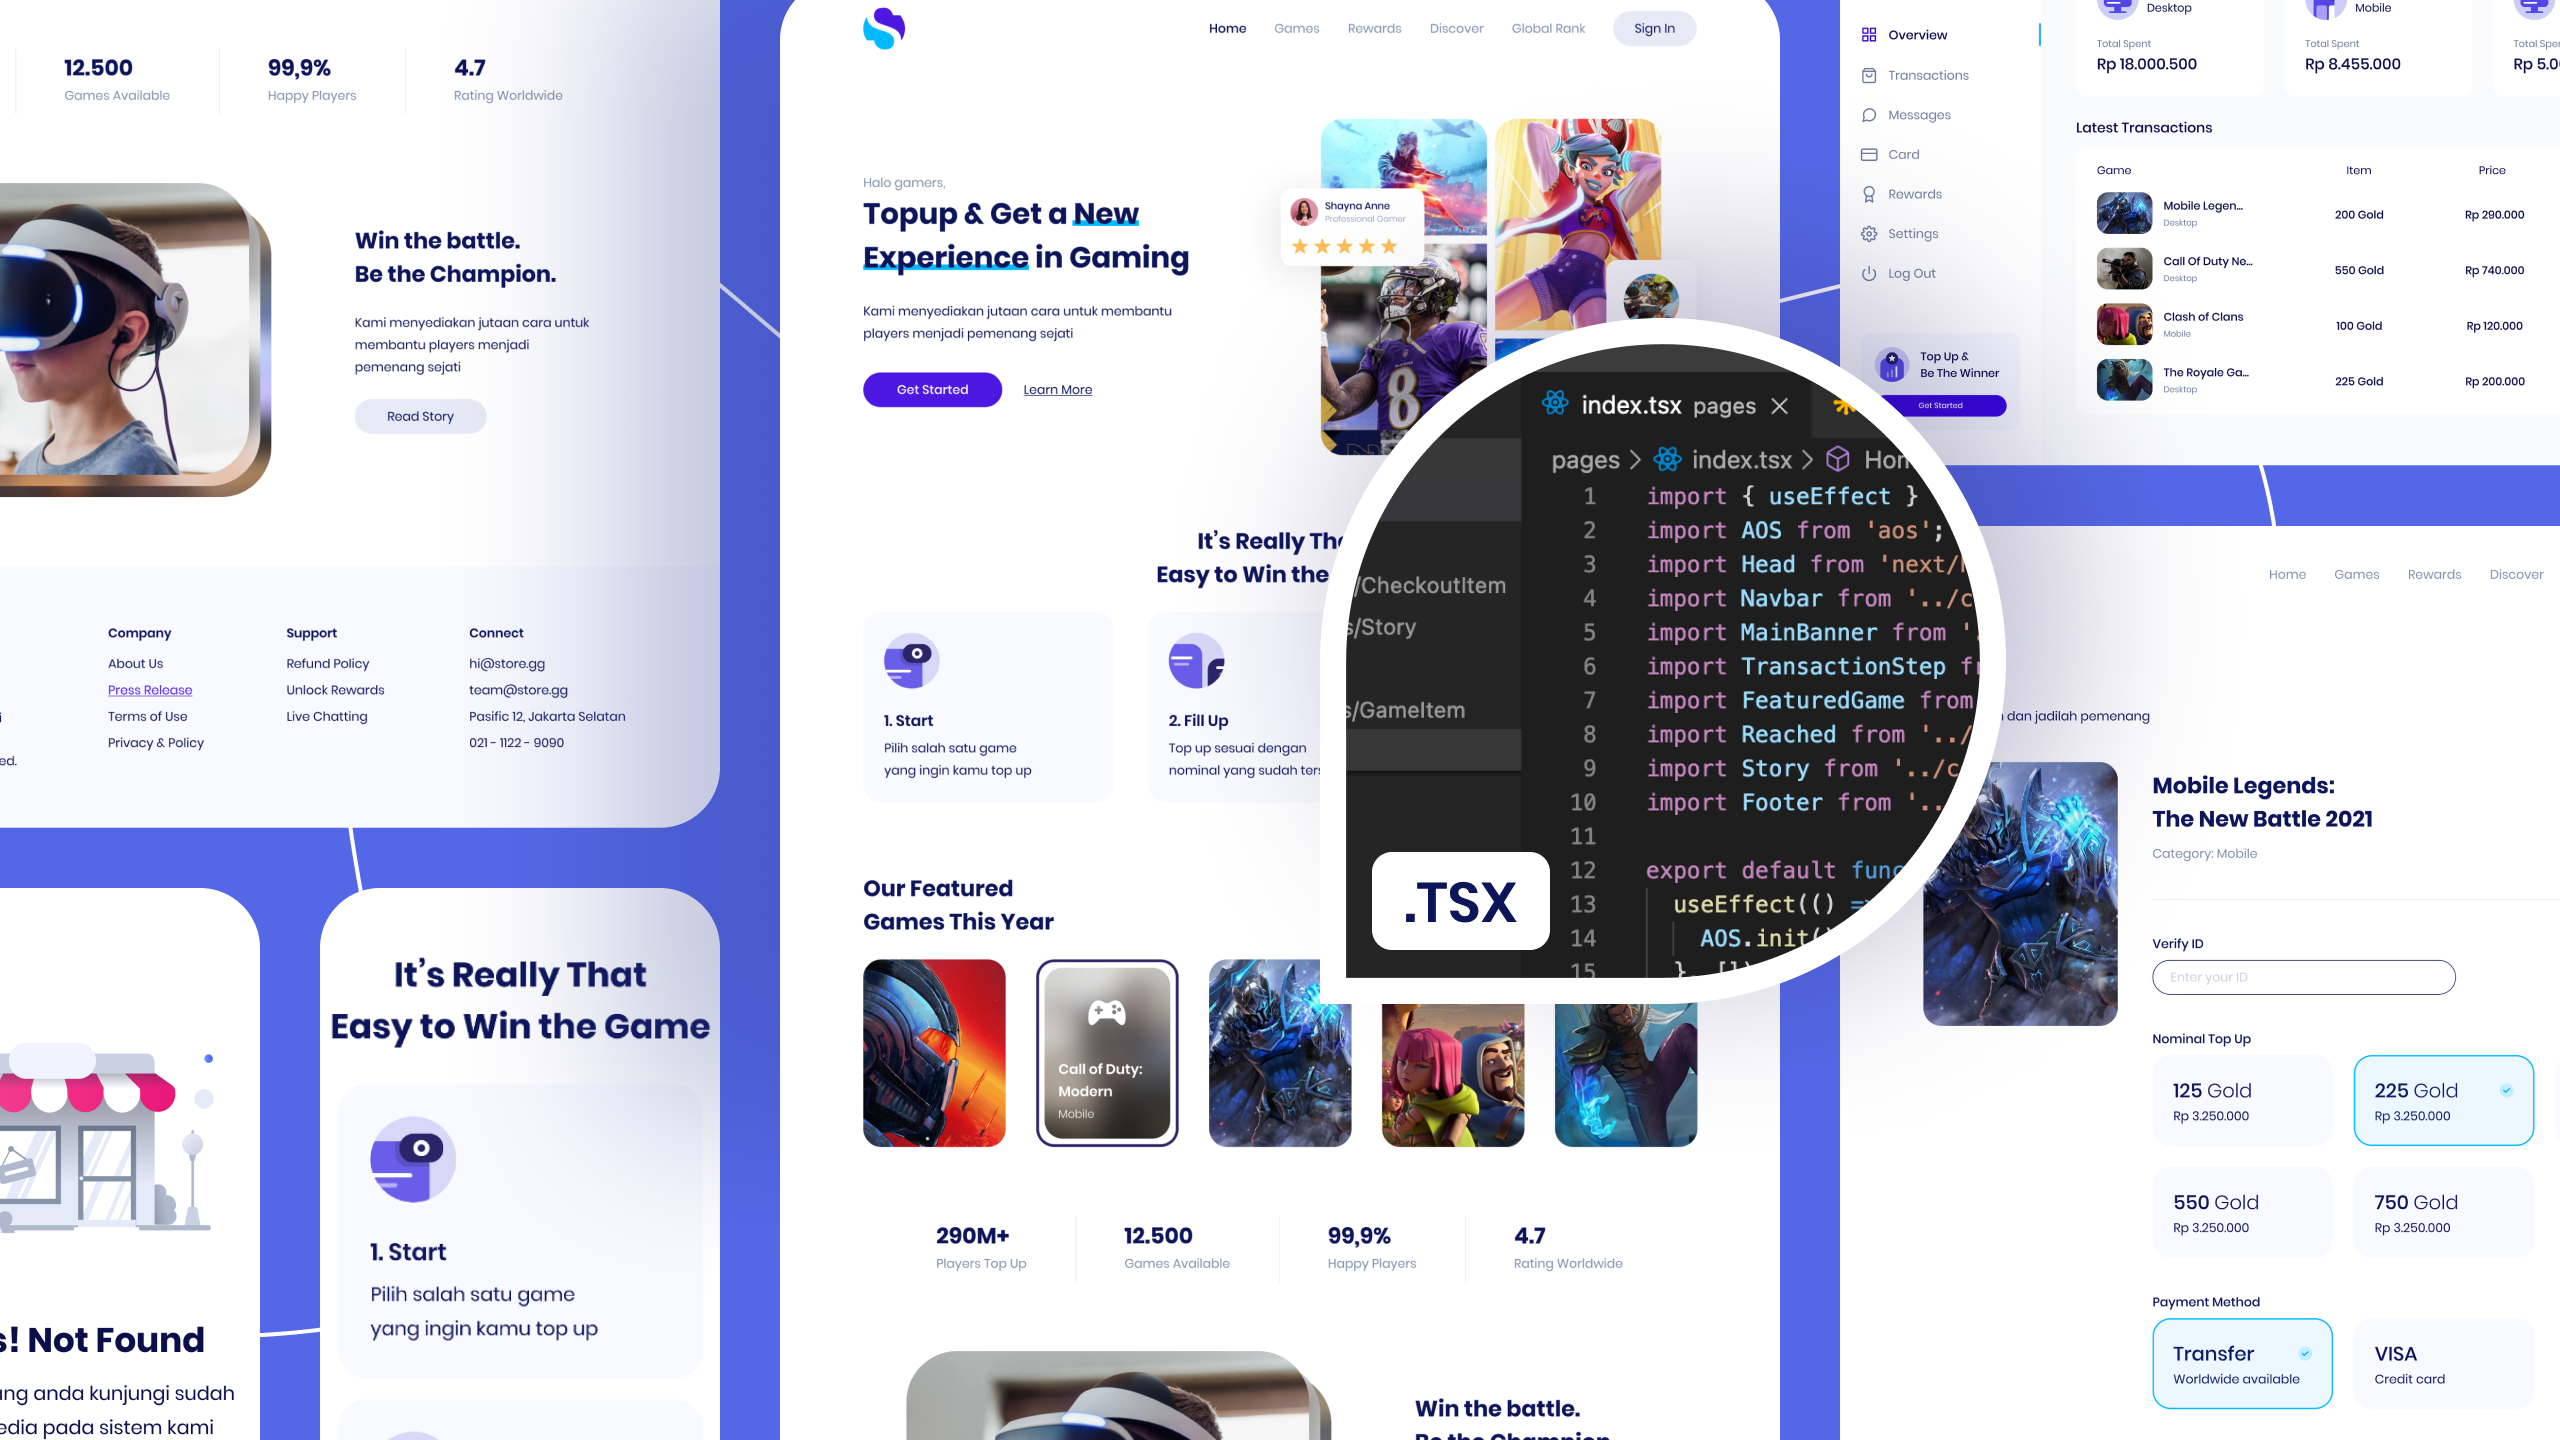 12.500
Games Available
99,9%
Happy Players
4.7
Rating Worldwide
Win the battle.
Be the Champion.
Kami menyediakan jutaan cara untuk
membantu players menjadi
pemenang sejati
Read Story
Company
About Us
Press Release
Terms of Use
Privacy & Policy
Support
Refund Policy
Unlock Rewards
Live Chatting
Connect
hi@store.gg
team@store.gg
Pasific 12, Jakarta Selatan
021 - 1122 - 9090
ed.
s! Not Found
ang anda kunjungi sudah
edia pada sistem kami
It's Really That
Easy to Win the Game
1. Start
Pilih salah satu game
yang ingin kamu top up
Home
Games
Rewards
Discover
Global Rank
Sign In
Halo gamers,
Topup & Get a New
Experience in Gaming
Kami menyediakan jutaan cara untuk membantu
players menjadi pemenang sejati
Get Started
Learn More
Shayna Anne
Professional Gamer
8
It's Really Tha
Easy to Win the
1. Start
Pilih salah satu game
yang ingin kamu top up
2. Fill Up
Top up sesuai dengan
nominal yang sudah ters
Our Featured
Games This Year
Call of Duty:
Modern
Mobile
290M+
Players Top Up
12.500
Games Available
99,9%
Happy Players
4.7
Rating Worldwide
Win the battle.
Be the Champion.
index.tsx pages
pages > index.tsx > Hom
/CheckoutItem
s/Story
s/GameItem
1 import { useEffect }
2 import AOS from 'aos';
3 import Head from 'next/h
4 import Navbar from '../c
5 import MainBanner from '.
6 import TransactionStep fr
7 import FeaturedGame from
8 import Reached from '../
9 import Story from '../c
10 import Footer from '..
11
12 export default func
13 useEffect(() =>
14 AOS.init()
15 }, [])
.TSX
Overview
Transactions
Messages
Card
Rewards
Settings
Log Out
Top Up &
Be The Winner
Get Started
Desktop
Total Spent
Rp 18.000.500
Mobile
Total Spent
Rp 8.455.000
Total Spe
Rp 5.0
Latest Transactions
Game Item Price
Mobile Legen...
Desktop
200 Gold
Rp 290.000
Call Of Duty Ne...
Desktop
550 Gold
Rp 740.000
Clash of Clans
Mobile
100 Gold
Rp 120.000
The Royale Ga...
Desktop
225 Gold
Rp 200.000
Home
Games
Rewards
Discover
dan jadilah pemenang
Mobile Legends:
The New Battle 2021
Category: Mobile
Verify ID
Enter your ID
Nominal Top Up
125 Gold
Rp 3.250.000
225 Gold
Rp 3.250.000
550 Gold
Rp 3.250.000
750 Gold
Rp 3.250.000
Payment Method
Transfer
Worldwide available
VISA
Credit card